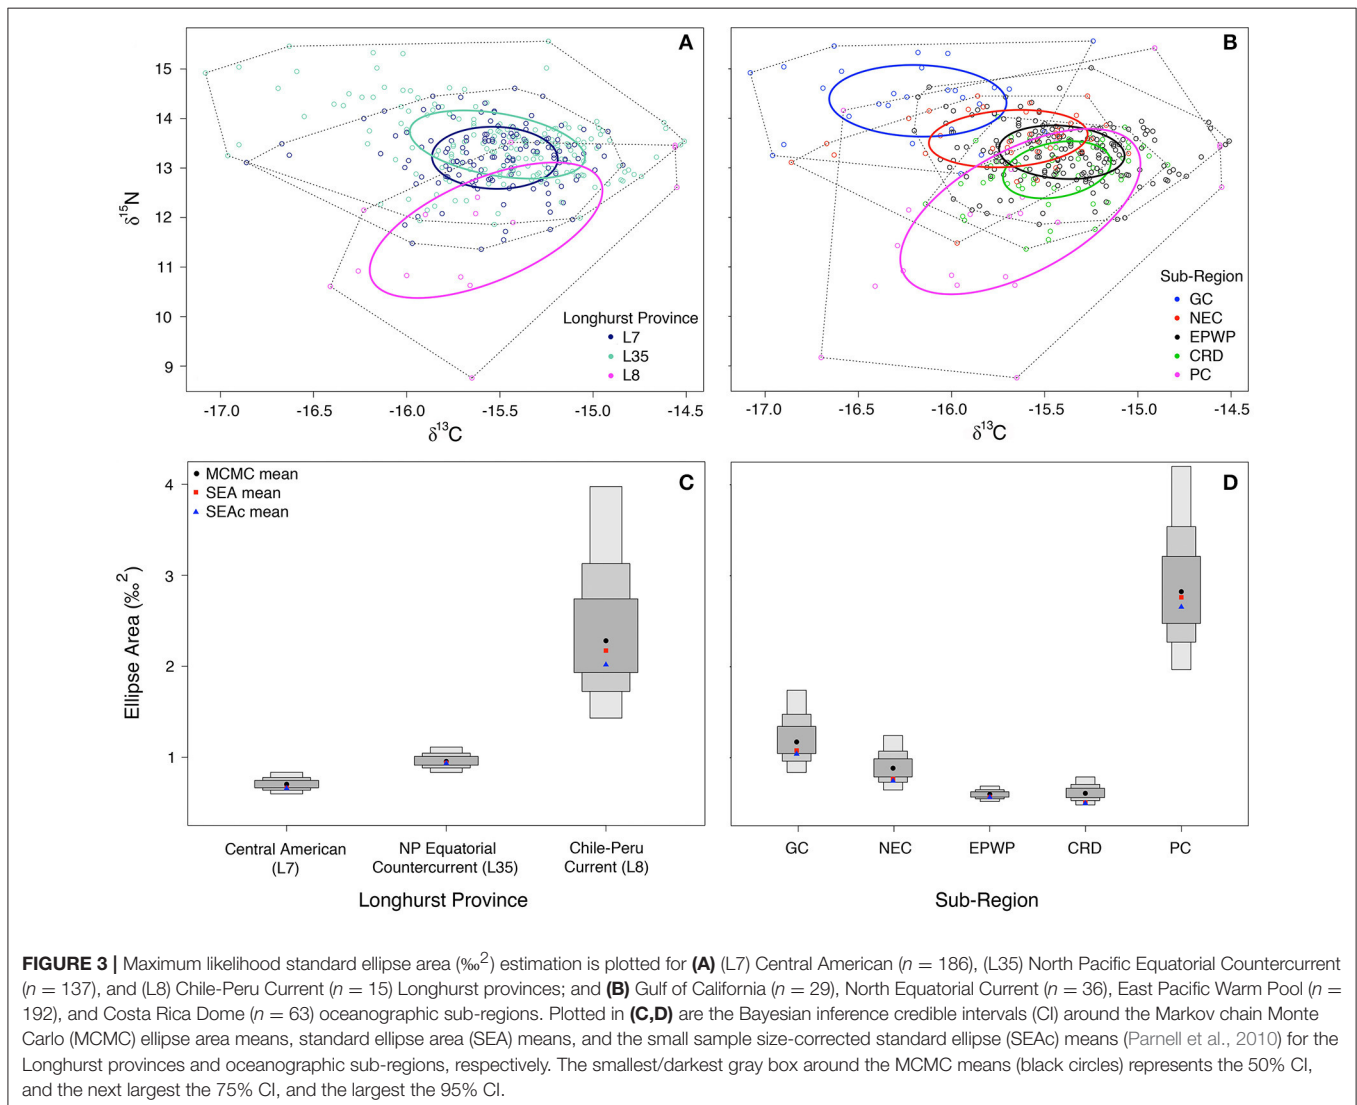 A
15
14
13
12
11
10
9
δ15N
Longhurst Province
L7
L35
L8
-17.0
-16.5
-16.0
-15.5
-15.0
-14.5
δ13C
B
Sub-Region
GC
NEC
EPWP
CRD
PC
-17.0
-16.5
-16.0
-15.5
-15.0
-14.5
δ13C
C
MCMC mean
SEA mean
SEAc mean
4
3
2
1
Ellipse Area (‰2)
Central American
(L7)
NP Equatorial
Countercurrent (L35)
Chile-Peru
Current (L8)
Longhurst Province
D
GC
NEC
EPWP
CRD
PC
Sub-Region
FIGURE 3 | Maximum likelihood standard ellipse area (‰2) estimation is plotted for (A) (L7) Central American (n = 186), (L35) North Pacific Equatorial Countercurrent
(n = 137), and (L8) Chile-Peru Current (n = 15) Longhurst provinces; and (B) Gulf of California (n = 29), North Equatorial Current (n = 36), East Pacific Warm Pool (n =
192), and Costa Rica Dome (n = 63) oceanographic sub-regions. Plotted in (C,D) are the Bayesian inference credible intervals (CI) around the Markov chain Monte
Carlo (MCMC) ellipse area means, standard ellipse area (SEA) means, and the small sample size-corrected standard ellipse (SEAc) means (Parnell et al., 2010) for the
Longhurst provinces and oceanographic sub-regions, respectively. The smallest/darkest gray box around the MCMC means (black circles) represents the 50% CI,
and the next largest the 75% CI, and the largest the 95% CI.